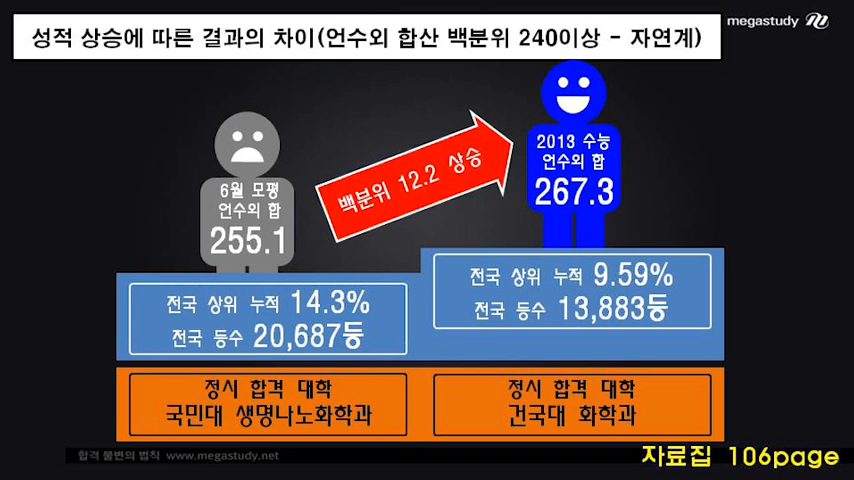 성적 상승에 따른 결과의 차이(언수외 합산 백분위 240이상 - 자연계)
megastudy
6월 모평
언수외 합
255.1
백분위 12.2 상승
2013 수능
언수외 합
267.3
전국 상위 누적 14.3%
전국 등수 20,687등
전국 상위 누적 9.59%
전국 등수 13,883등
정시 합격 대학
국민대 생명나노화학과
정시 합격 대학
건국대 화학과
합격 불변의 법칙 www.megastudy.net
자료집 106page